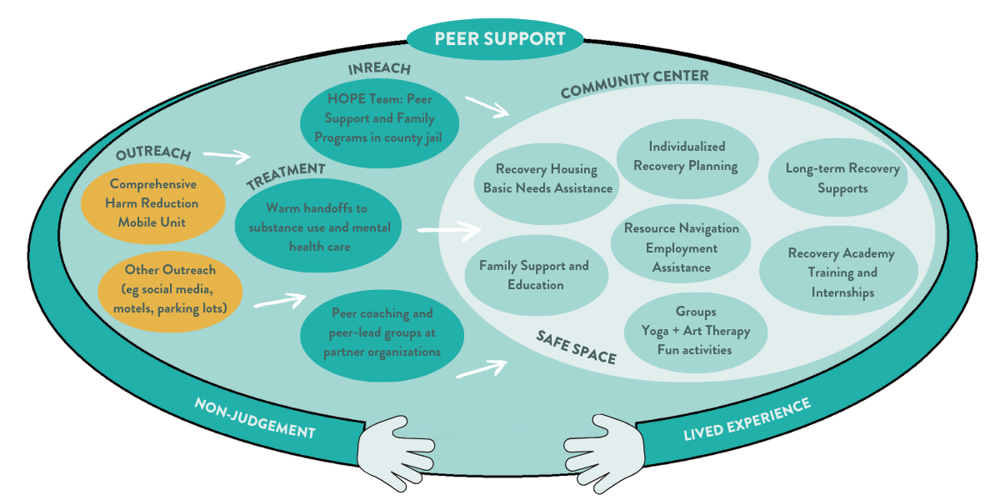 PEER SUPPORT
INREACH
HOPE Team: Peer
Support and Family
Programs in county jail
OUTREACH
Comprehensive
Harm Reduction
Mobile Unit
Other Outreach
(eg social media,
motels, parking lots)
TREATMENT
Warm handoffs to
substance use and mental
health care
Peer coaching and
peer-lead groups at
partner organizations
COMMUNITY CENTER
Recovery Housing
Basic Needs Assistance
Individualized
Recovery Planning
Long-term Recovery
Supports
Family Support and
Education
Resource Navigation
Employment
Assistance
Recovery Academy
Training and
Internships
Groups
Yoga + Art Therapy
Fun activities
SAFE SPACE
NON-JUDGEMENT
LIVED EXPERIENCE